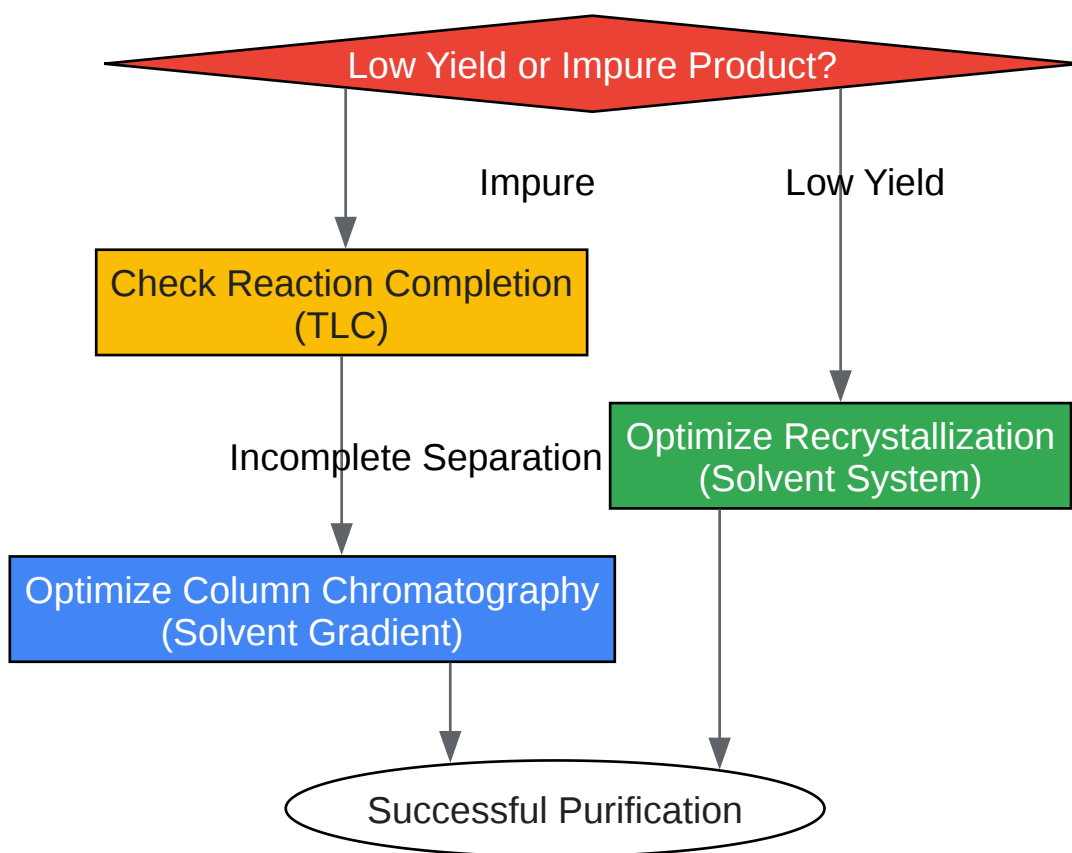 Low Yield or Impure Product?
Impure
Low Yield
Check Reaction Completion
(TLC)
Incomplete Separation
Optimize Recrystallization
(Solvent System)
Optimize Column Chromatography
(Solvent Gradient)
Successful Purification